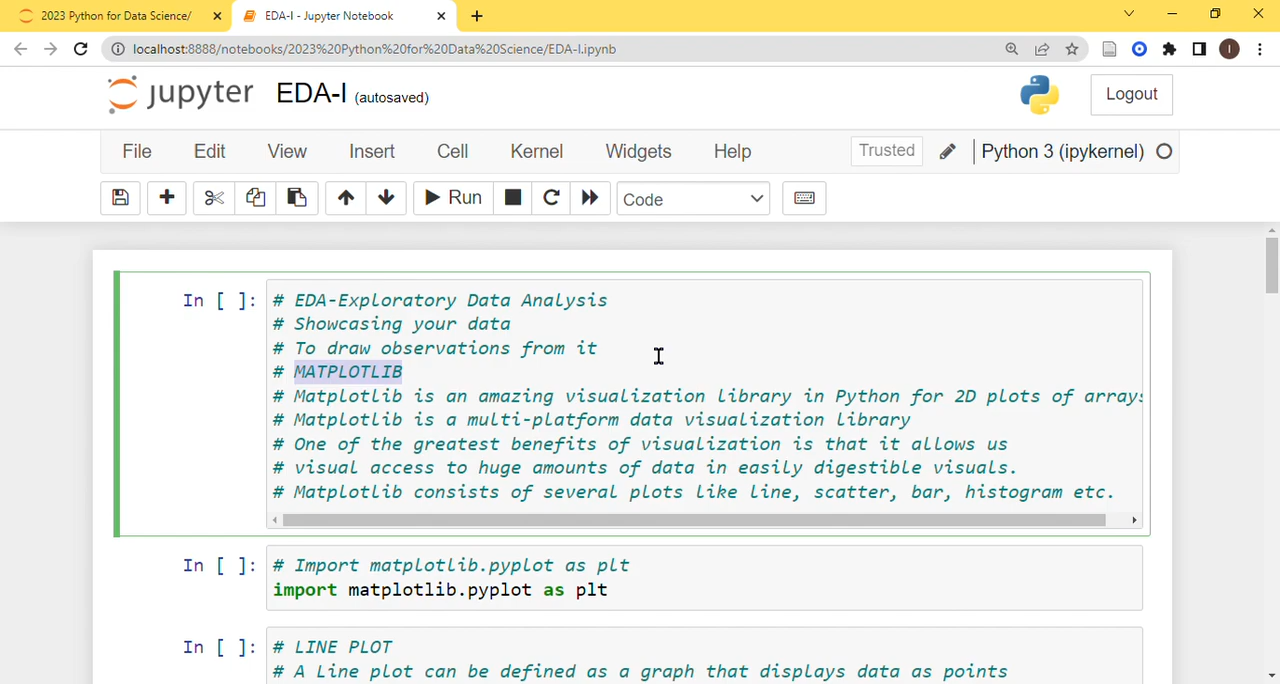 2023 Python for Data Science/
EDA-I - Jupyter Notebook
localhost:8888/notebooks/2023%20Python%20for%20Data%20Science/EDA-I.ipynb
I
jupyter EDA-I (autosaved)
Logout
File Edit View Insert Cell Kernel Widgets Help
Trusted
Python 3 (ipykernel)
Run
Code
In [ ]: # EDA-Exploratory Data Analysis
# Showcasing your data
# To draw observations from it
# MATPLOTLIB
# Matplotlib is an amazing visualization library in Python for 2D plots of arrays
# Matplotlib is a multi-platform data visualization library
# One of the greatest benefits of visualization is that it allows us
# visual access to huge amounts of data in easily digestible visuals.
# Matplotlib consists of several plots like line, scatter, bar, histogram etc.
In [ ]: # Import matplotlib.pyplot as plt
import matplotlib.pyplot as plt
In [ ]: # LINE PLOT
# A Line plot can be defined as a graph that displays data as points